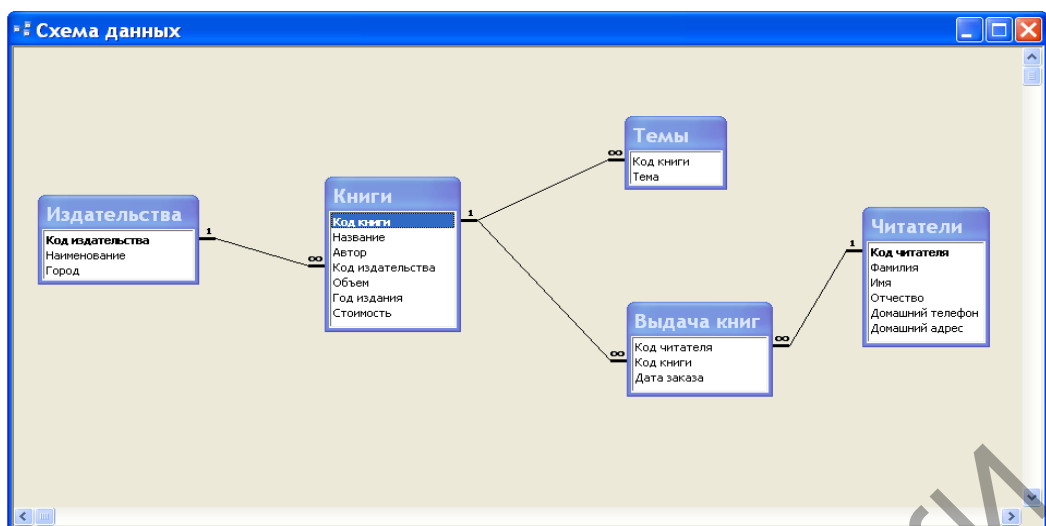 Схема данных
Издательства
Код издательства
Наименование
Город
1
∞
Книги
Код книги
Название
Автор
Код издательства
Объем
Год издания
Стоимость
1
∞
Темы
Код книги
Тема
∞
Выдача книг
Код читателя
Код книги
Дата заказа
∞
1
Читатели
Код читателя
Фамилия
Имя
Отчество
Домашний телефон
Домашний адрес